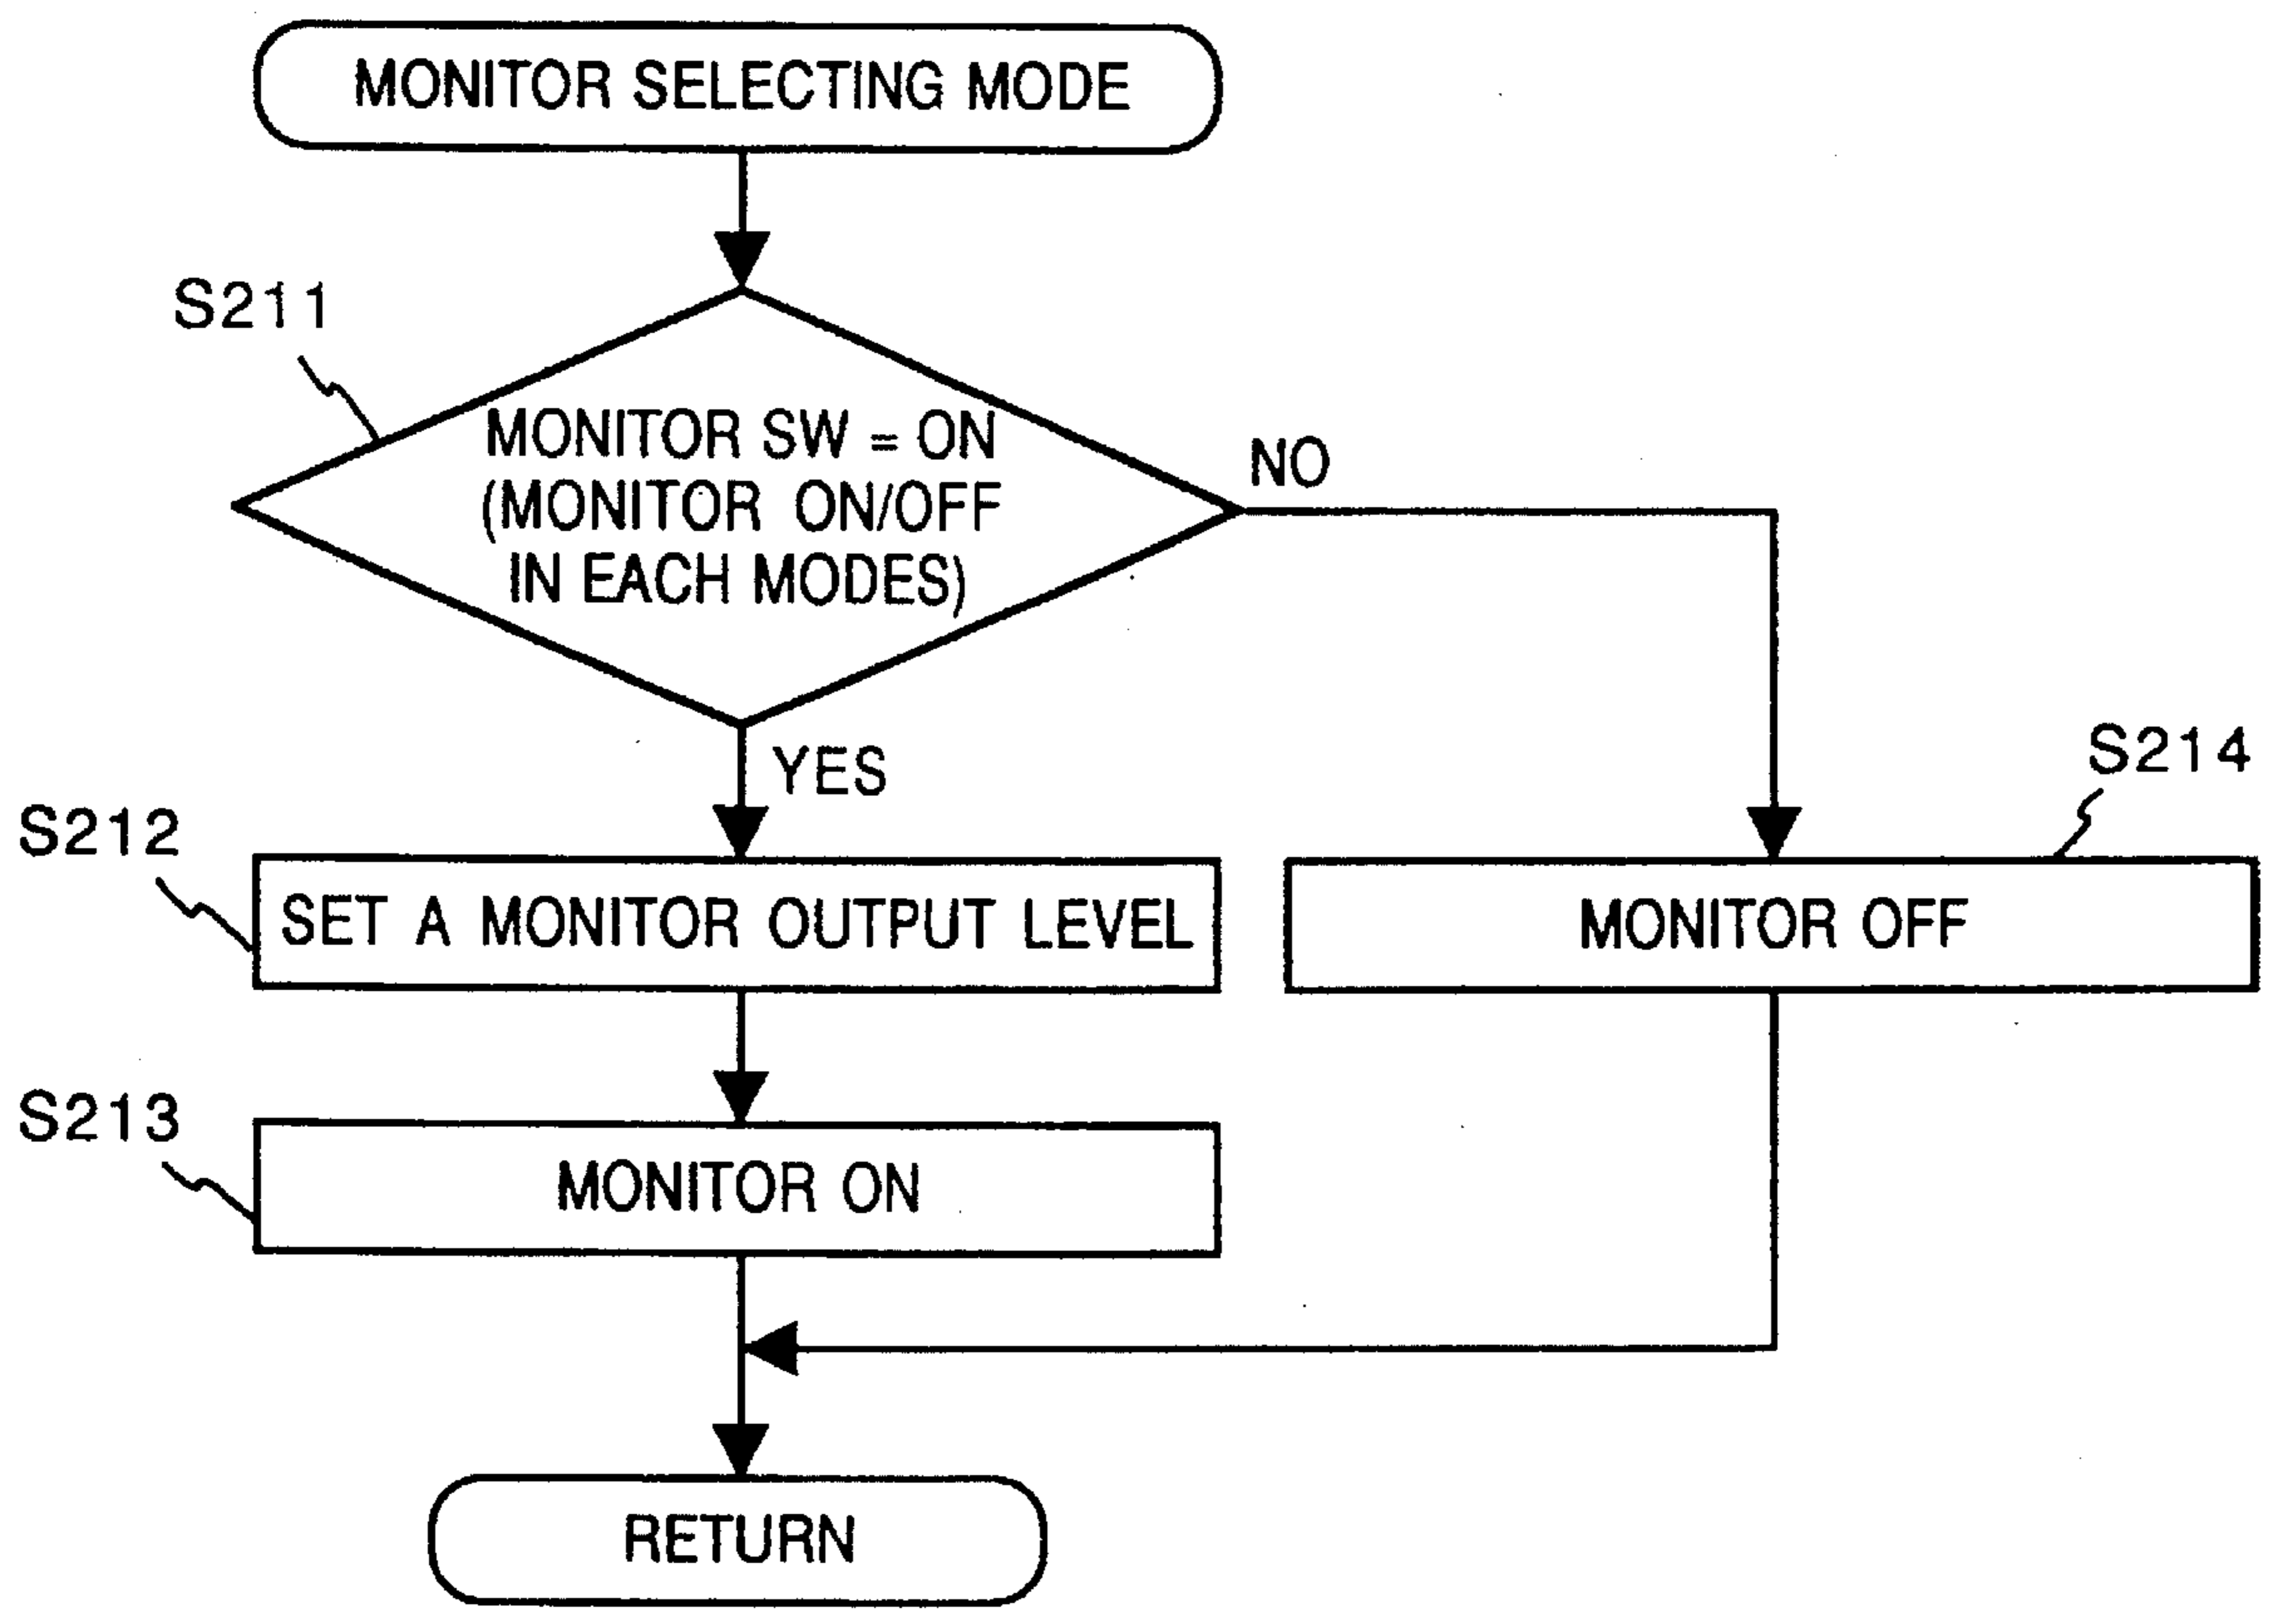 MONITOR SELECTING MODE
S211
MONITOR SW = ON
(MONITOR ON/OFF
IN EACH MODES)
NO
YES
S212
SET A MONITOR OUTPUT LEVEL
S214
MONITOR OFF
S213
MONITOR ON
RETURN